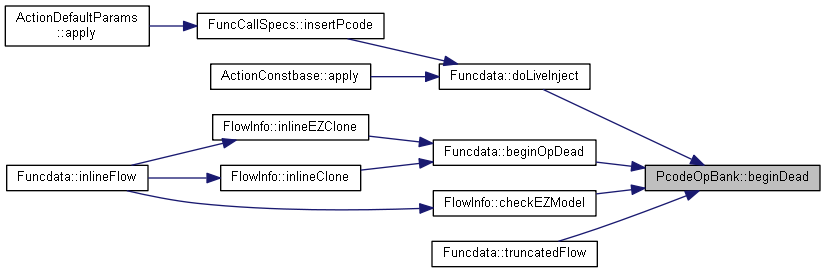 ActionDefaultParams
::apply
FuncCallSpecs::insertPcode
ActionConstbase::apply
Funcdata::doLiveInject
FlowInfo::inlineEZClone
Funcdata::beginOpDead
Funcdata::inlineFlow
FlowInfo::inlineClone
PcodeOpBank::beginDead
FlowInfo::checkEZModel
Funcdata::truncatedFlow